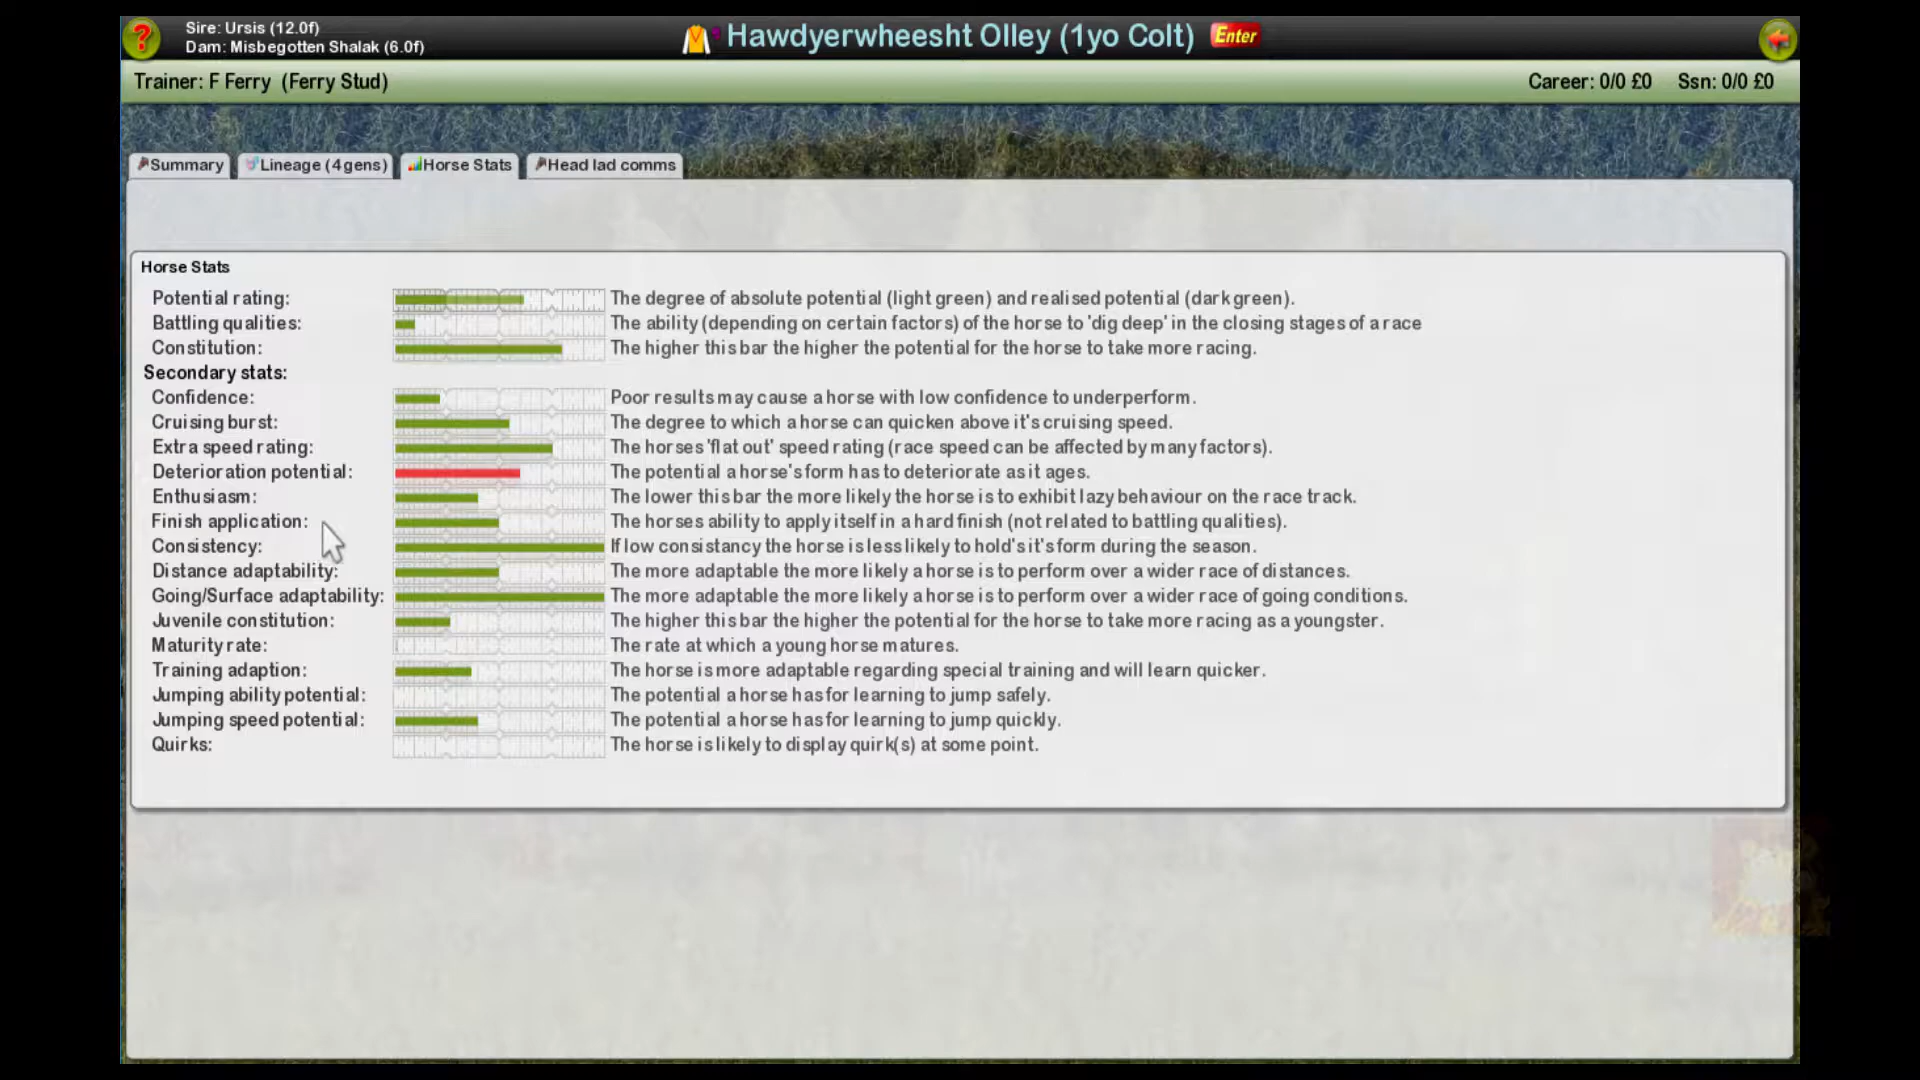 Sire: Ursis (12.0f)
Dam: Misbegotten Shalak (6.0f)
Hawdyerwheesht Olley (1yo Colt) Enter
Trainer: F Ferry (Ferry Stud)
Career: 0/0 £0 Ssn: 0/0 £0
Summary Lineage (4gens) Horse Stats Head lad comms
Horse Stats
Potential rating: The degree of absolute potential (light green) and realised potential (dark green).
Battling qualities: The ability (depending on certain factors) of the horse to 'dig deep' in the closing stages of a race
Constitution: The higher this bar the higher the potential for the horse to take more racing.
Secondary stats:
Confidence: Poor results may cause a horse with low confidence to underperform.
Cruising burst: The degree to which a horse can quicken above it's cruising speed.
Extra speed rating: The horses 'flat out' speed rating (race speed can be affected by many factors).
Deterioration potential: The potential a horse's form has to deteriorate as it ages.
Enthusiasm: The lower this bar the more likely the horse is to exhibit lazy behaviour on the race track.
Finish application: The horses ability to apply itself in a hard finish (not related to battling qualities).
Consistency: If low consistancy the horse is less likely to hold's it's form during the season.
Distance adaptability: The more adaptable the more likely a horse is to perform over a wider race of distances.
Going/Surface adaptability: The more adaptable the more likely a horse is to perform over a wider race of going conditions.
Juvenile constitution: The higher this bar the higher the potential for the horse to take more racing as a youngster.
Maturity rate: The rate at which a young horse matures.
Training adaption: The horse is more adaptable regarding special training and will learn quicker.
Jumping ability potential: The potential a horse has for learning to jump safely.
Jumping speed potential: The potential a horse has for learning to jump quickly.
Quirks: The horse is likely to display quirk(s) at some point.